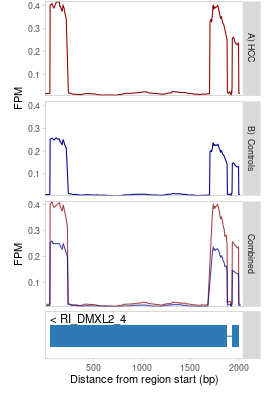 0.4
0.3
0.2
0.1
A) HCC
FPM
0.4
0.3
0.2
0.1
B) Controls
0.4
0.3
0.2
0.1
Combined
FPM
< RI_DMXL2_4
500
1000
1500
2000
Distance from region start (bp)